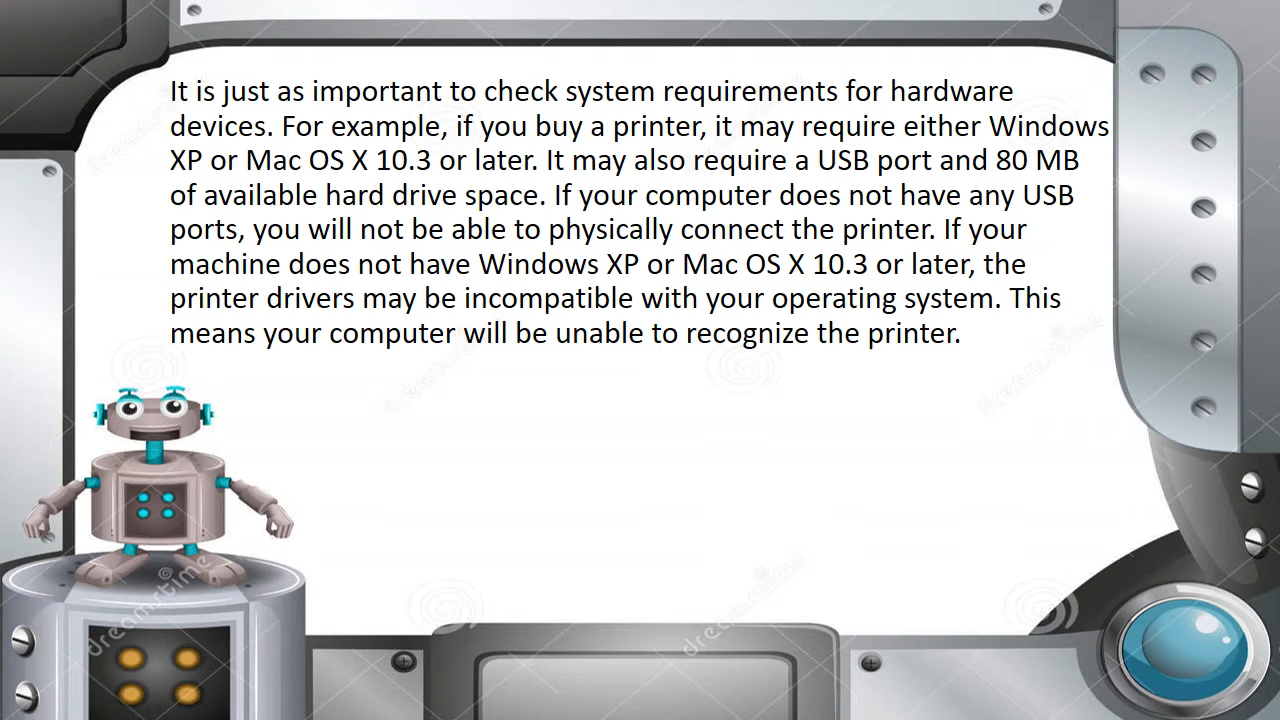 It is just as important to check system requirements for hardware
devices. For example, if you buy a printer, it may require either Windows
XP or Mac OS X 10.3 or later. It may also require a USB port and 80 MB
of available hard drive space. If your computer does not have any USB
ports, you will not be able to physically connect the printer. If your
machine does not have Windows XP or Mac OS X 10.3 or later, the
printer drivers may be incompatible with your operating system. This
means your computer will be unable to recognize the printer.
dreamstime
dreamstime
dreamstime
dreamstime